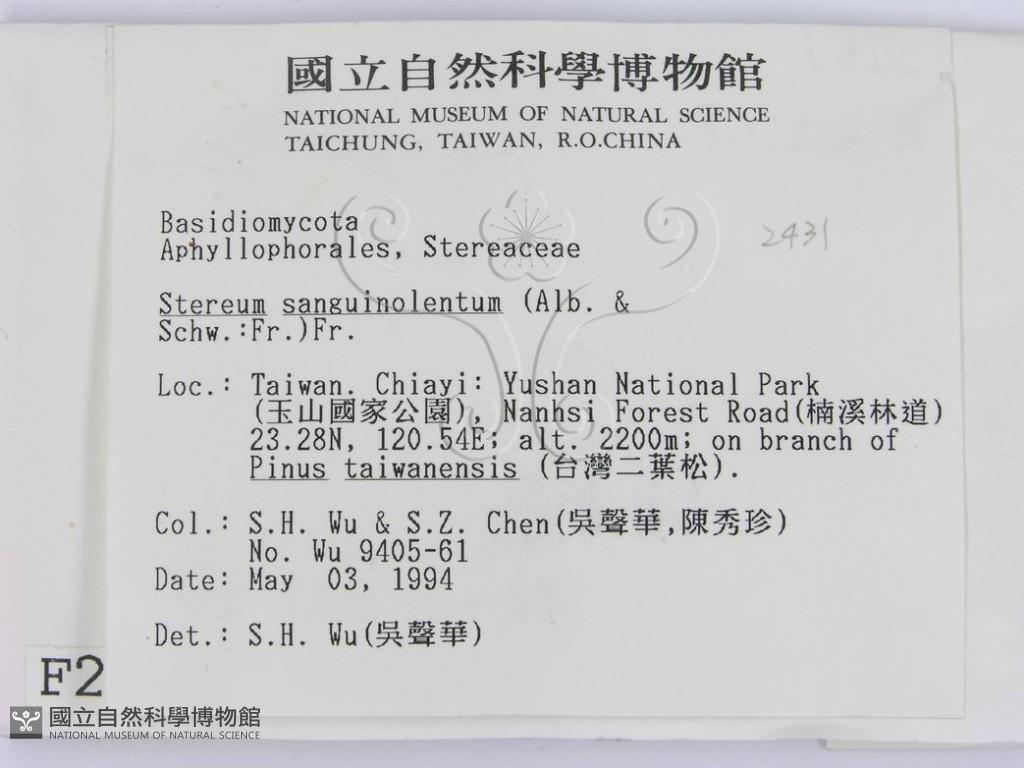 國立自然科學博物館
NATIONAL MUSEUM OF NATURAL SCIENCE
TAICHUNG, TAIWAN, R.O.CHINA
2431
Basidiomycota
Aphyllophorales, Stereaceae
Stereum sanguinolentum (Alb. &
Schw.:Fr.)Fr.
Loc.: Taiwan. Chiayi: Yushan National Park
(玉山國家公園), Nanhsi Forest Road(楠溪林道)
23.28N, 120.54E; alt. 2200m; on branch of
Pinus taiwanensis (台灣二葉松).
Col.: S.H. Wu & S.Z. Chen(吳聲華,陳秀珍)
No. Wu 9405-61
Date: May 03, 1994
Det.: S.H. Wu(吳聲華)
F2
國立自然科學博物館
NATIONAL MUSEUM OF NATURAL SCIENCE